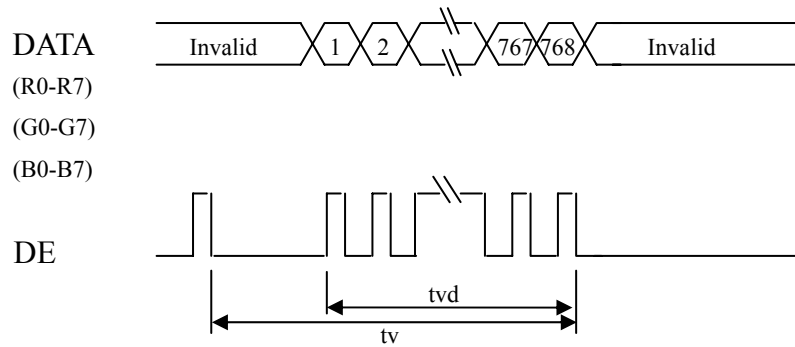 DATA Invalid 1 2 767 768 Invalid
(R0-R7)
(G0-G7)
(B0-B7)
DE
tvd
tv